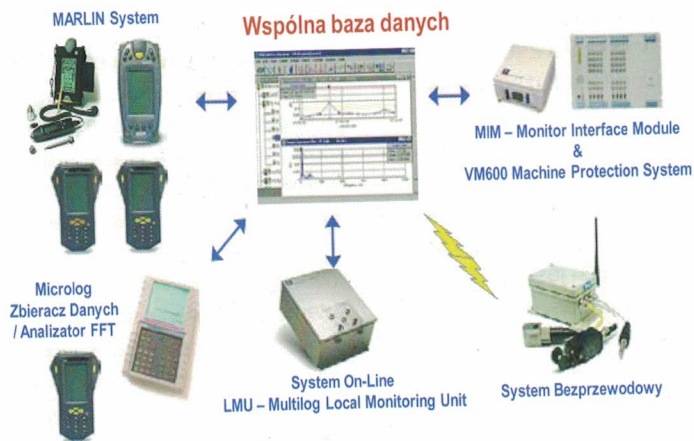 MARLIN System
Wspólna baza danych
MIM – Monitor Interface Module
&
VM600 Machine Protection System
Microlog
Zbieracz Danych
/ Analizator FFT
System On-Line
LMU – Multilog Local Monitoring Unit
System Bezprzewodowy